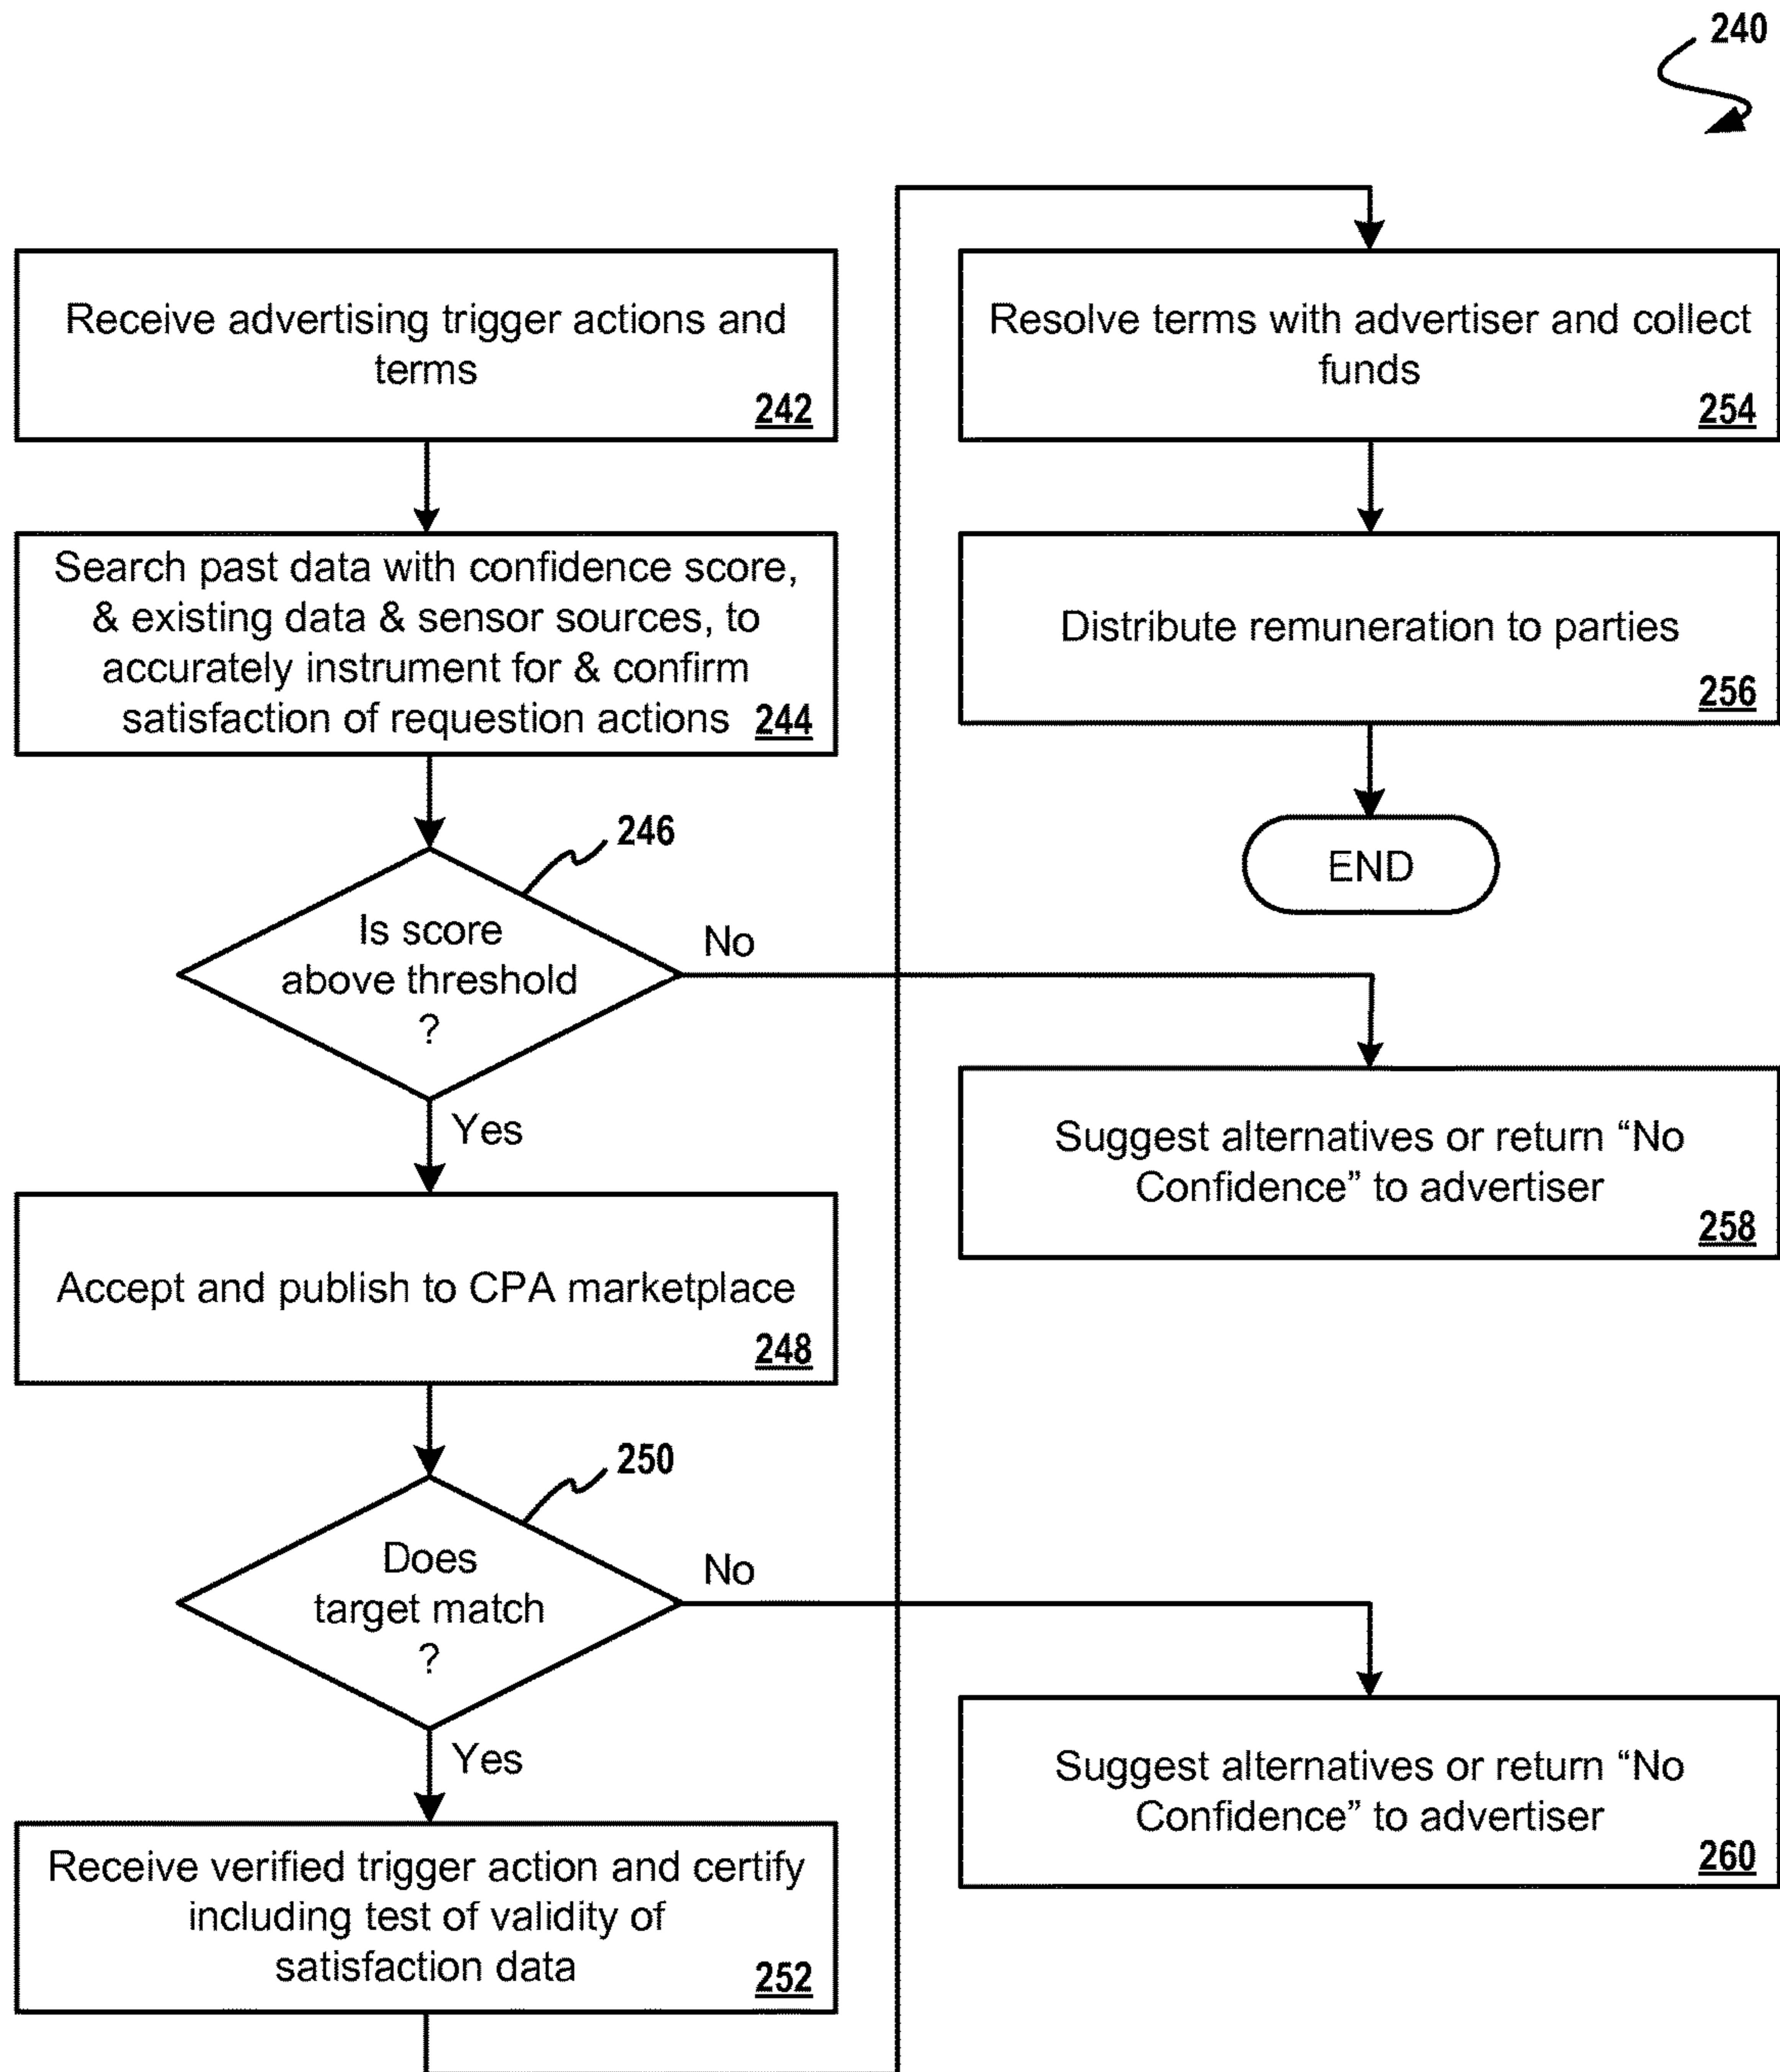 240
Receive advertising trigger actions and
terms
242
Search past data with confidence score,
& existing data & sensor sources, to
accurately instrument for & confirm
satisfaction of requestion actions 244
246
Is score
above threshold
?
No
Yes
Accept and publish to CPA marketplace
248
250
Does
target match
?
No
Yes
Receive verified trigger action and certify
including test of validity of
satisfaction data 252
Resolve terms with advertiser and collect
funds
254
Distribute remuneration to parties
256
END
Suggest alternatives or return “No
Confidence” to advertiser
258
Suggest alternatives or return “No
Confidence” to advertiser
260